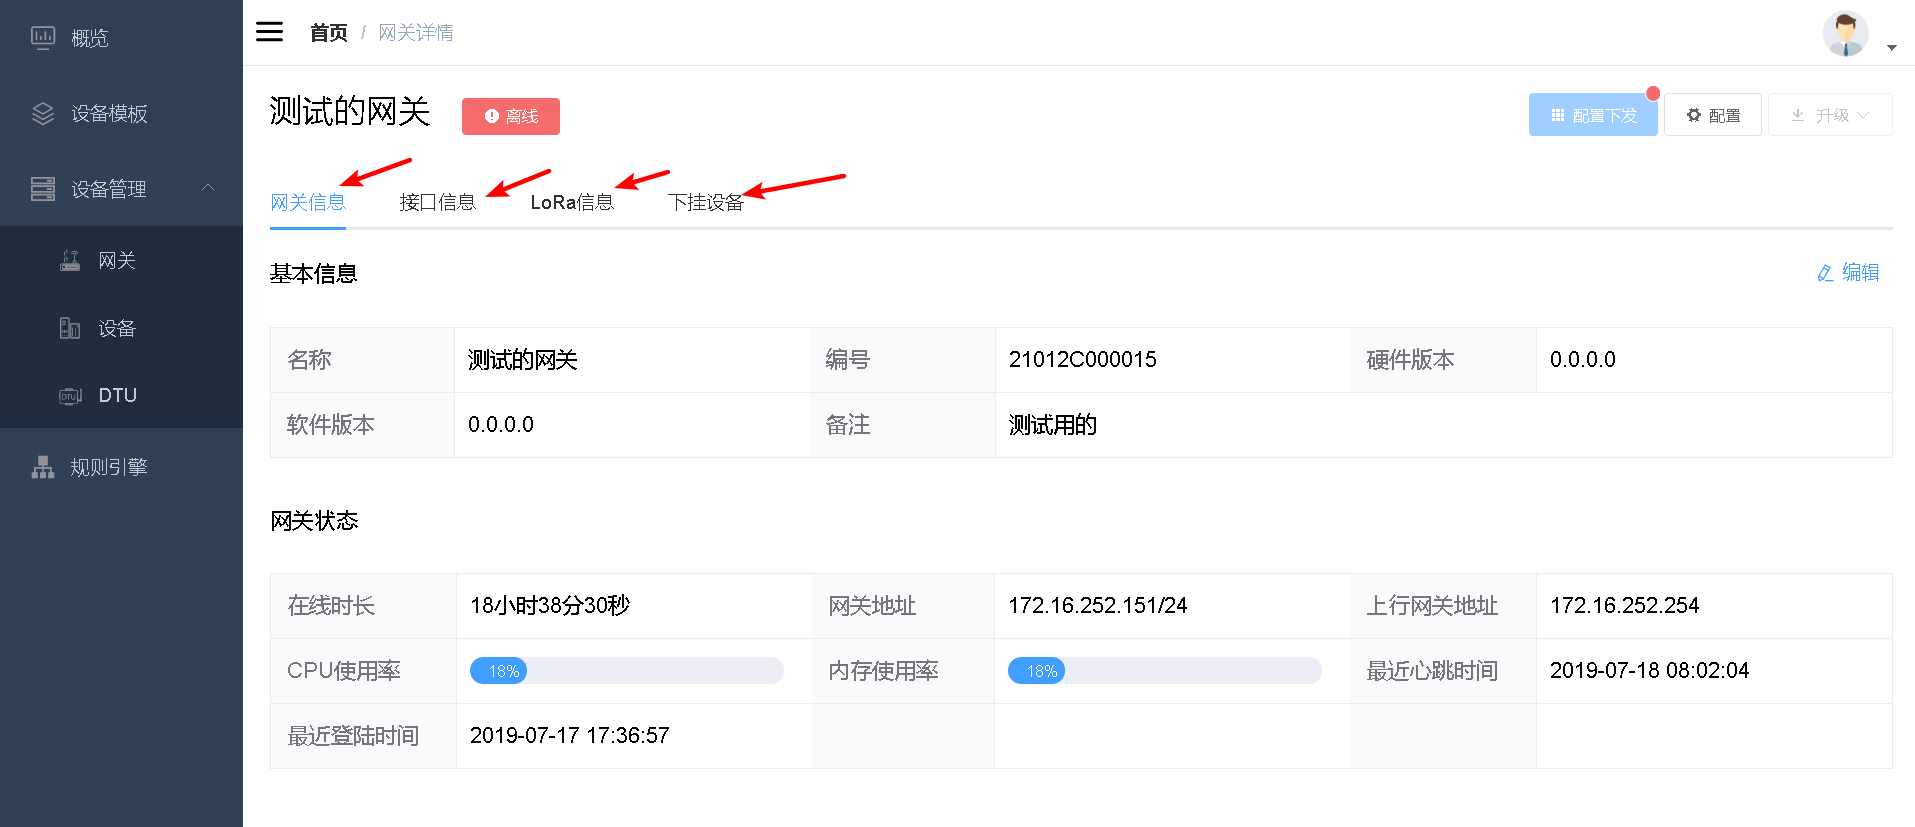 概览
设备模板
设备管理
网关
设备
DTU
规则引擎
首页 / 网关详情
测试的网关 离线 配置下发 配置 升级
网关信息 接口信息 LoRa信息 下挂设备
基本信息 编辑
名称 测试的网关 编号 21012C000015 硬件版本 0.0.0.0
软件版本 0.0.0.0 备注 测试用的
网关状态
在线时长 18小时38分30秒 网关地址 172.16.252.151/24 上行网关地址 172.16.252.254
CPU使用率 18% 内存使用率 18% 最近心跳时间 2019-07-18 08:02:04
最近登陆时间 2019-07-17 17:36:57